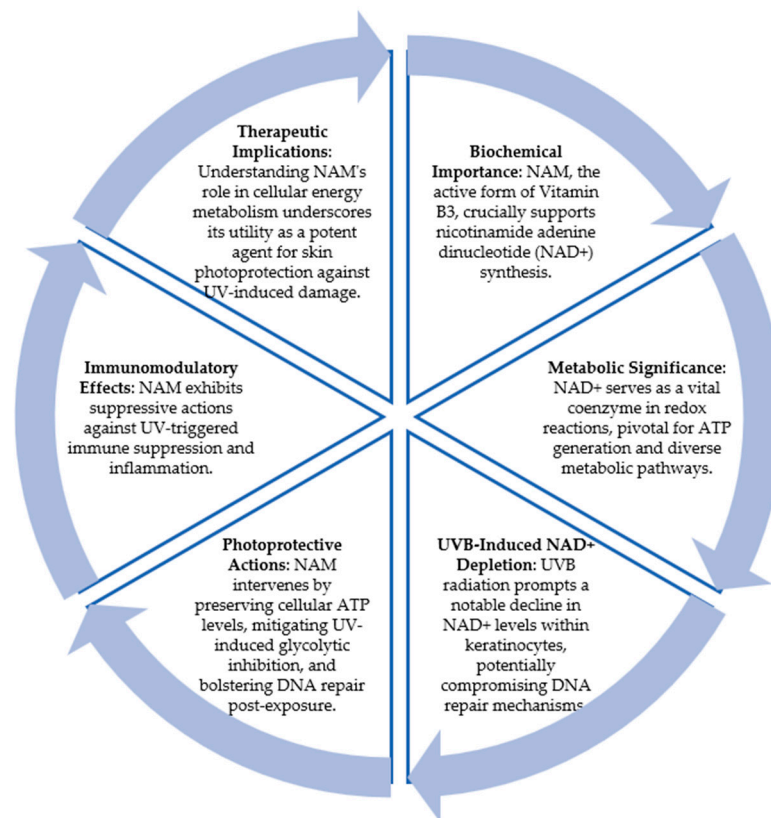 Therapeutic
Implications:
Understanding NAM's
role in cellular energy
metabolism underscores
its utility as a potent
agent for skin
photoprotection against
UV-induced damage.
Biochemical
Importance: NAM, the
active form of Vitamin
B3, crucially supports
nicotinamide adenine
dinucleotide (NAD+)
synthesis.
Immunomodulatory
Effects: NAM exhibits
suppressive actions
against UV-triggered
immune suppression and
inflammation.
Metabolic Significance:
NAD+ serves as a vital
coenzyme in redox
reactions, pivotal for ATP
generation and diverse
metabolic pathways.
Photoprotective
Actions: NAM
intervenes by
preserving cellular ATP
levels, mitigating UV-
induced glycolytic
inhibition, and
bolstering DNA repair
post-exposure.
UVB-Induced NAD+
Depletion: UVB
radiation prompts a
notable decline in
NAD+ levels within
keratinocytes,
potentially
compromising DNA
repair mechanisms